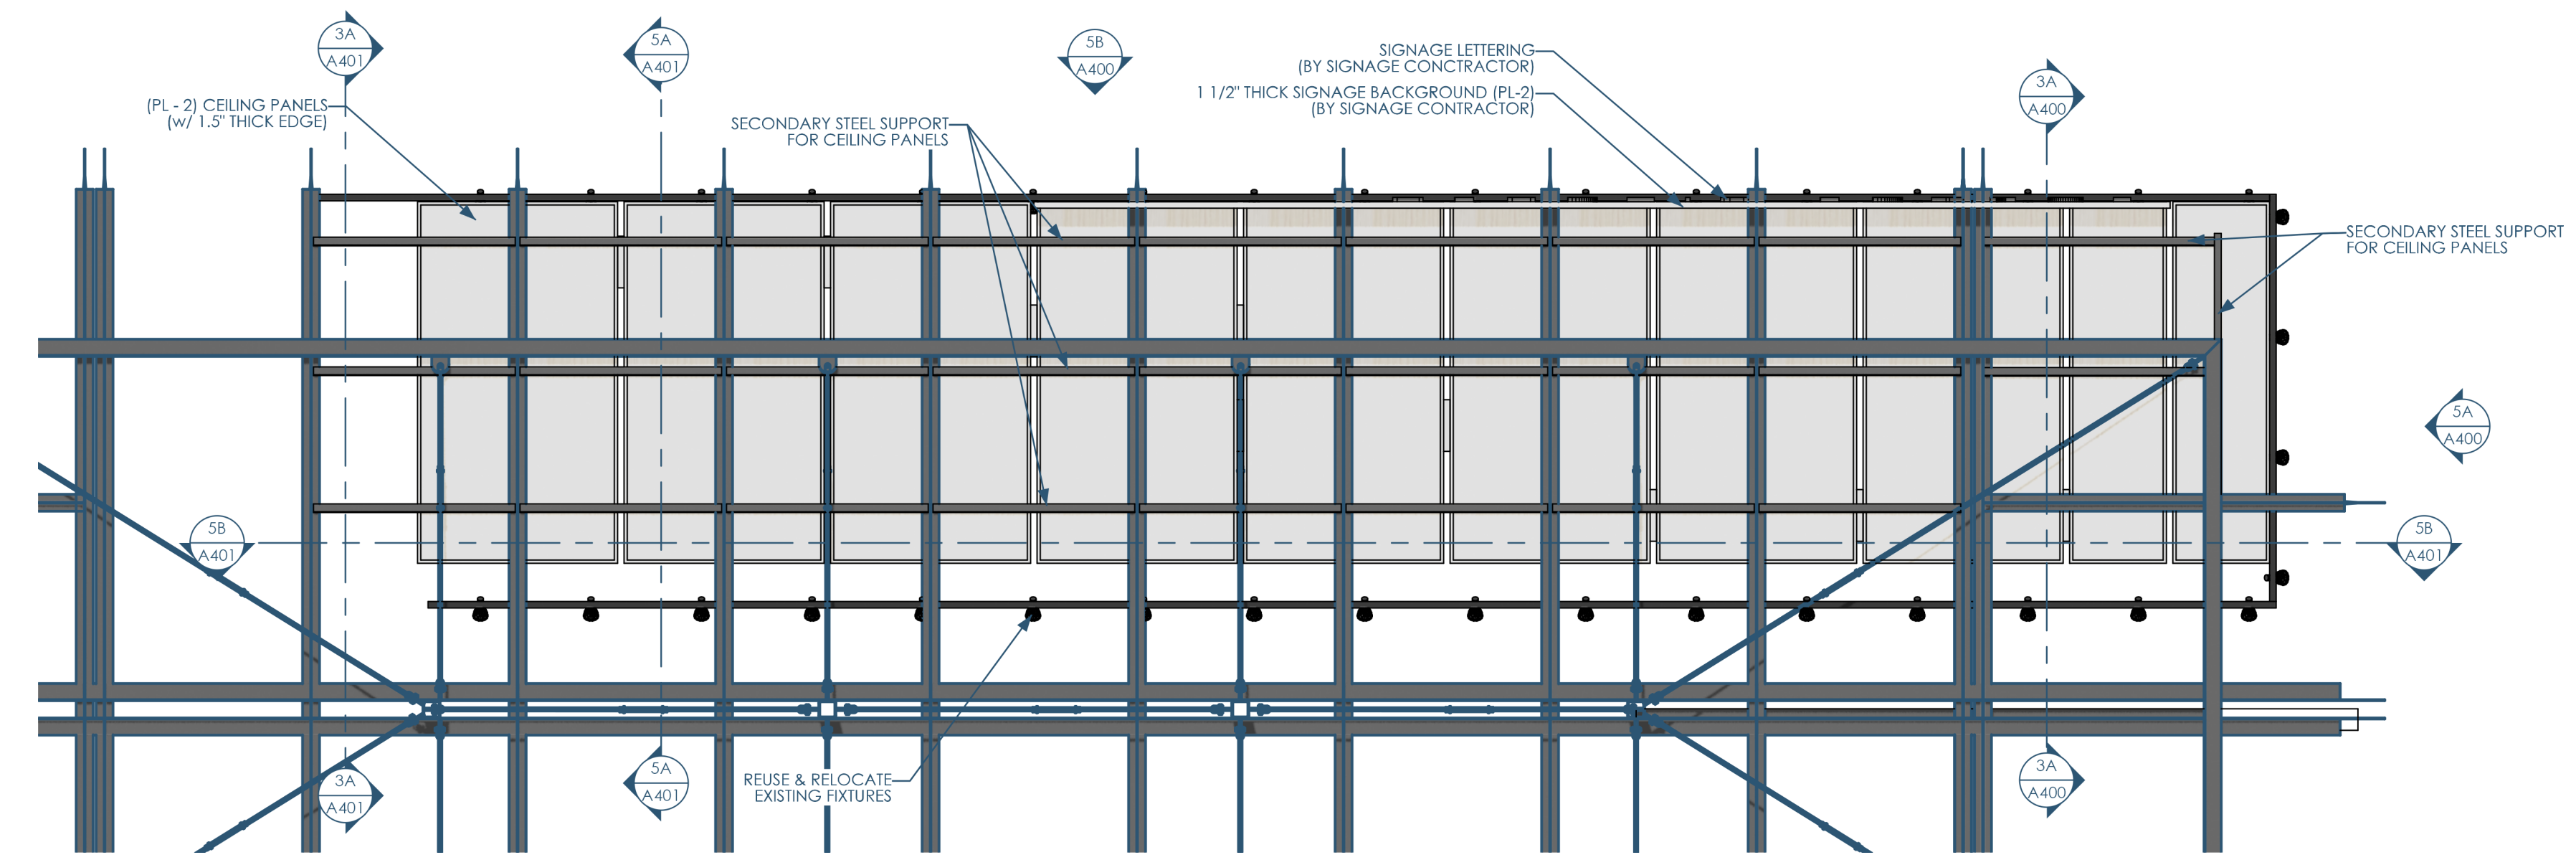 3A
A401
5A
A401
5B
A400
SIGNAGE LETTERING
(BY SIGNAGE CONCTRACTOR)
1 1/2" THICK SIGNAGE BACKGROUND (PL-2)
(BY SIGNAGE CONTRACTOR)
3A
A400
(PL - 2) CEILING PANELS
(w/ 1.5" THICK EDGE)
SECONDARY STEEL SUPPORT
FOR CEILING PANELS
SECONDARY STEEL SUPPORT
FOR CEILING PANELS
5A
A400
5B
A401
5B
A401
3A
A401
5A
A401
REUSE & RELOCATE
EXISTING FIXTURES
3A
A400